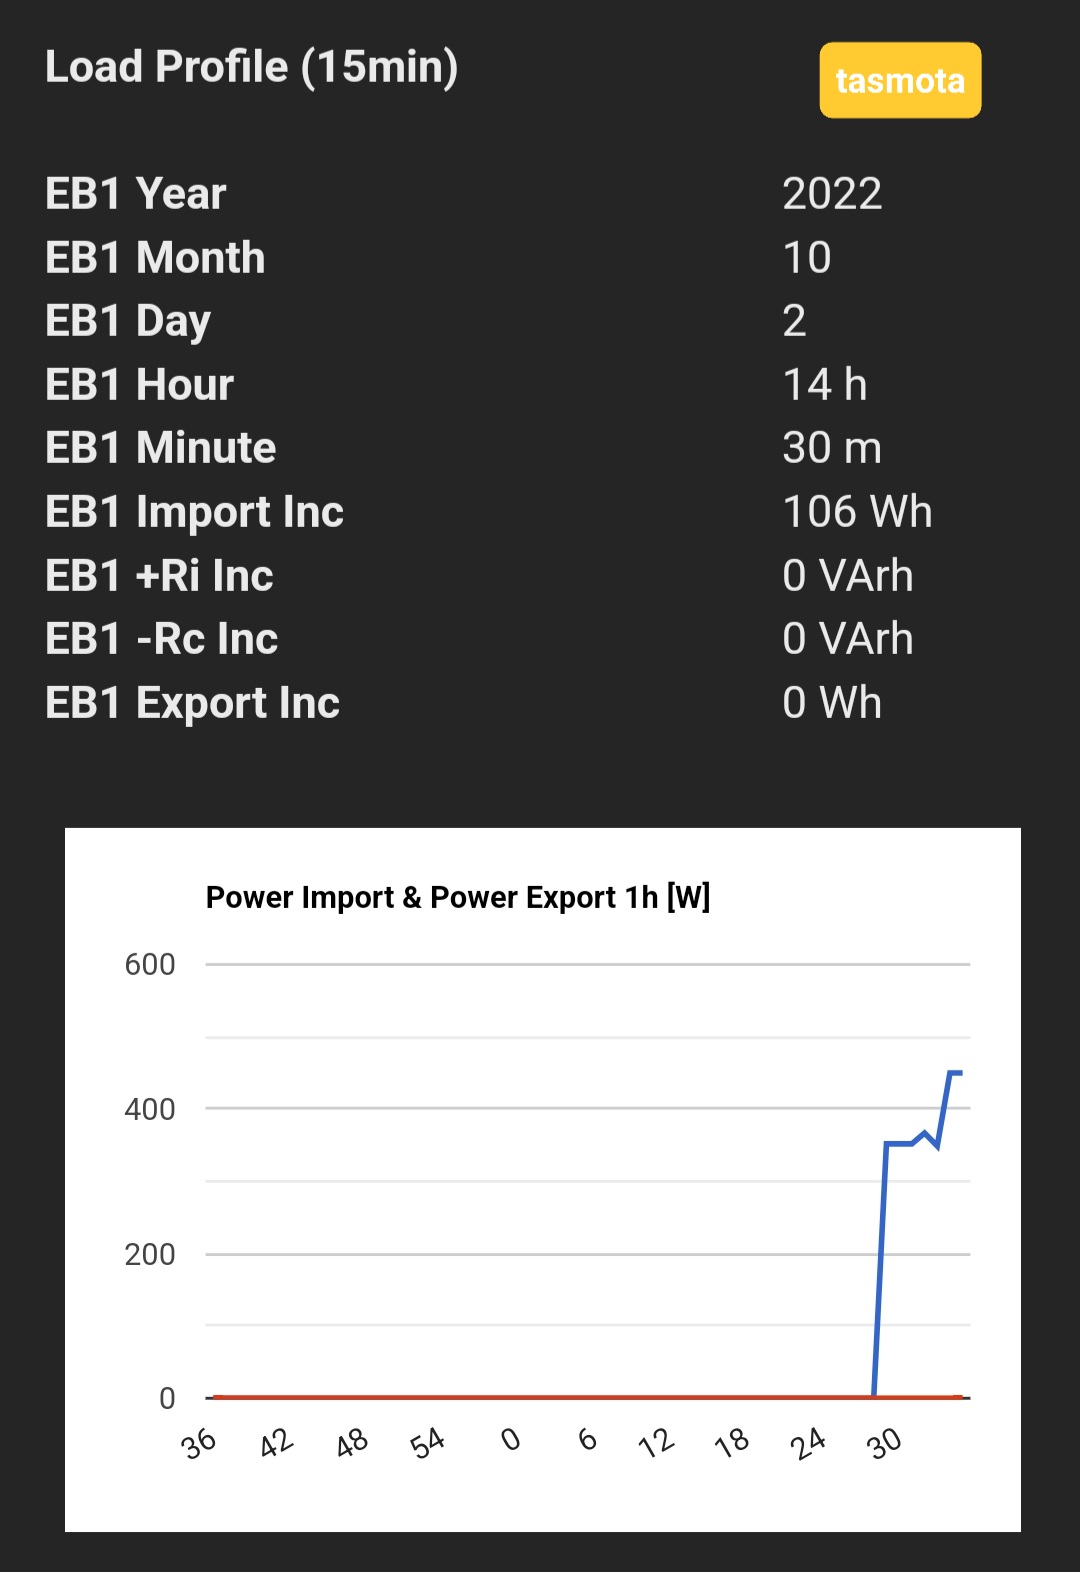 Load Profile (15min) tasmota
EB1 Year 2022
EB1 Month 10
EB1 Day 2
EB1 Hour 14 h
EB1 Minute 30 m
EB1 Import Inc 106 Wh
EB1 +Ri Inc 0 VArh
EB1 -Rc Inc 0 VArh
EB1 Export Inc 0 Wh
Power Import & Power Export 1h [W]
600
400
200
0
36 42 48 54 0 6 12 18 24 30